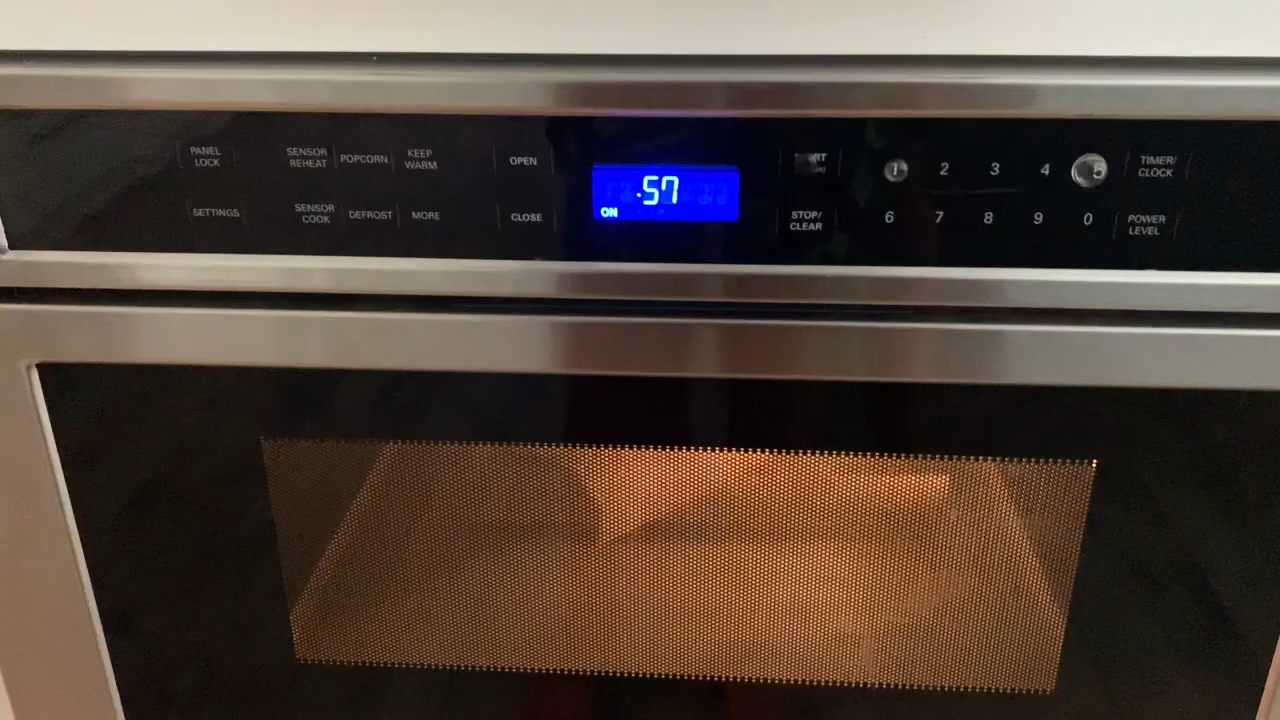 PANEL
LOCK
SENSOR
REHEAT
POPCORN
KEEP
WARM
OPEN
RT
1
2
3
4
5
TIMER/
CLOCK
:57
ON
SETTINGS
SENSOR
COOK
DEFROST
MORE
CLOSE
STOP/
CLEAR
6
7
8
9
0
POWER
LEVEL